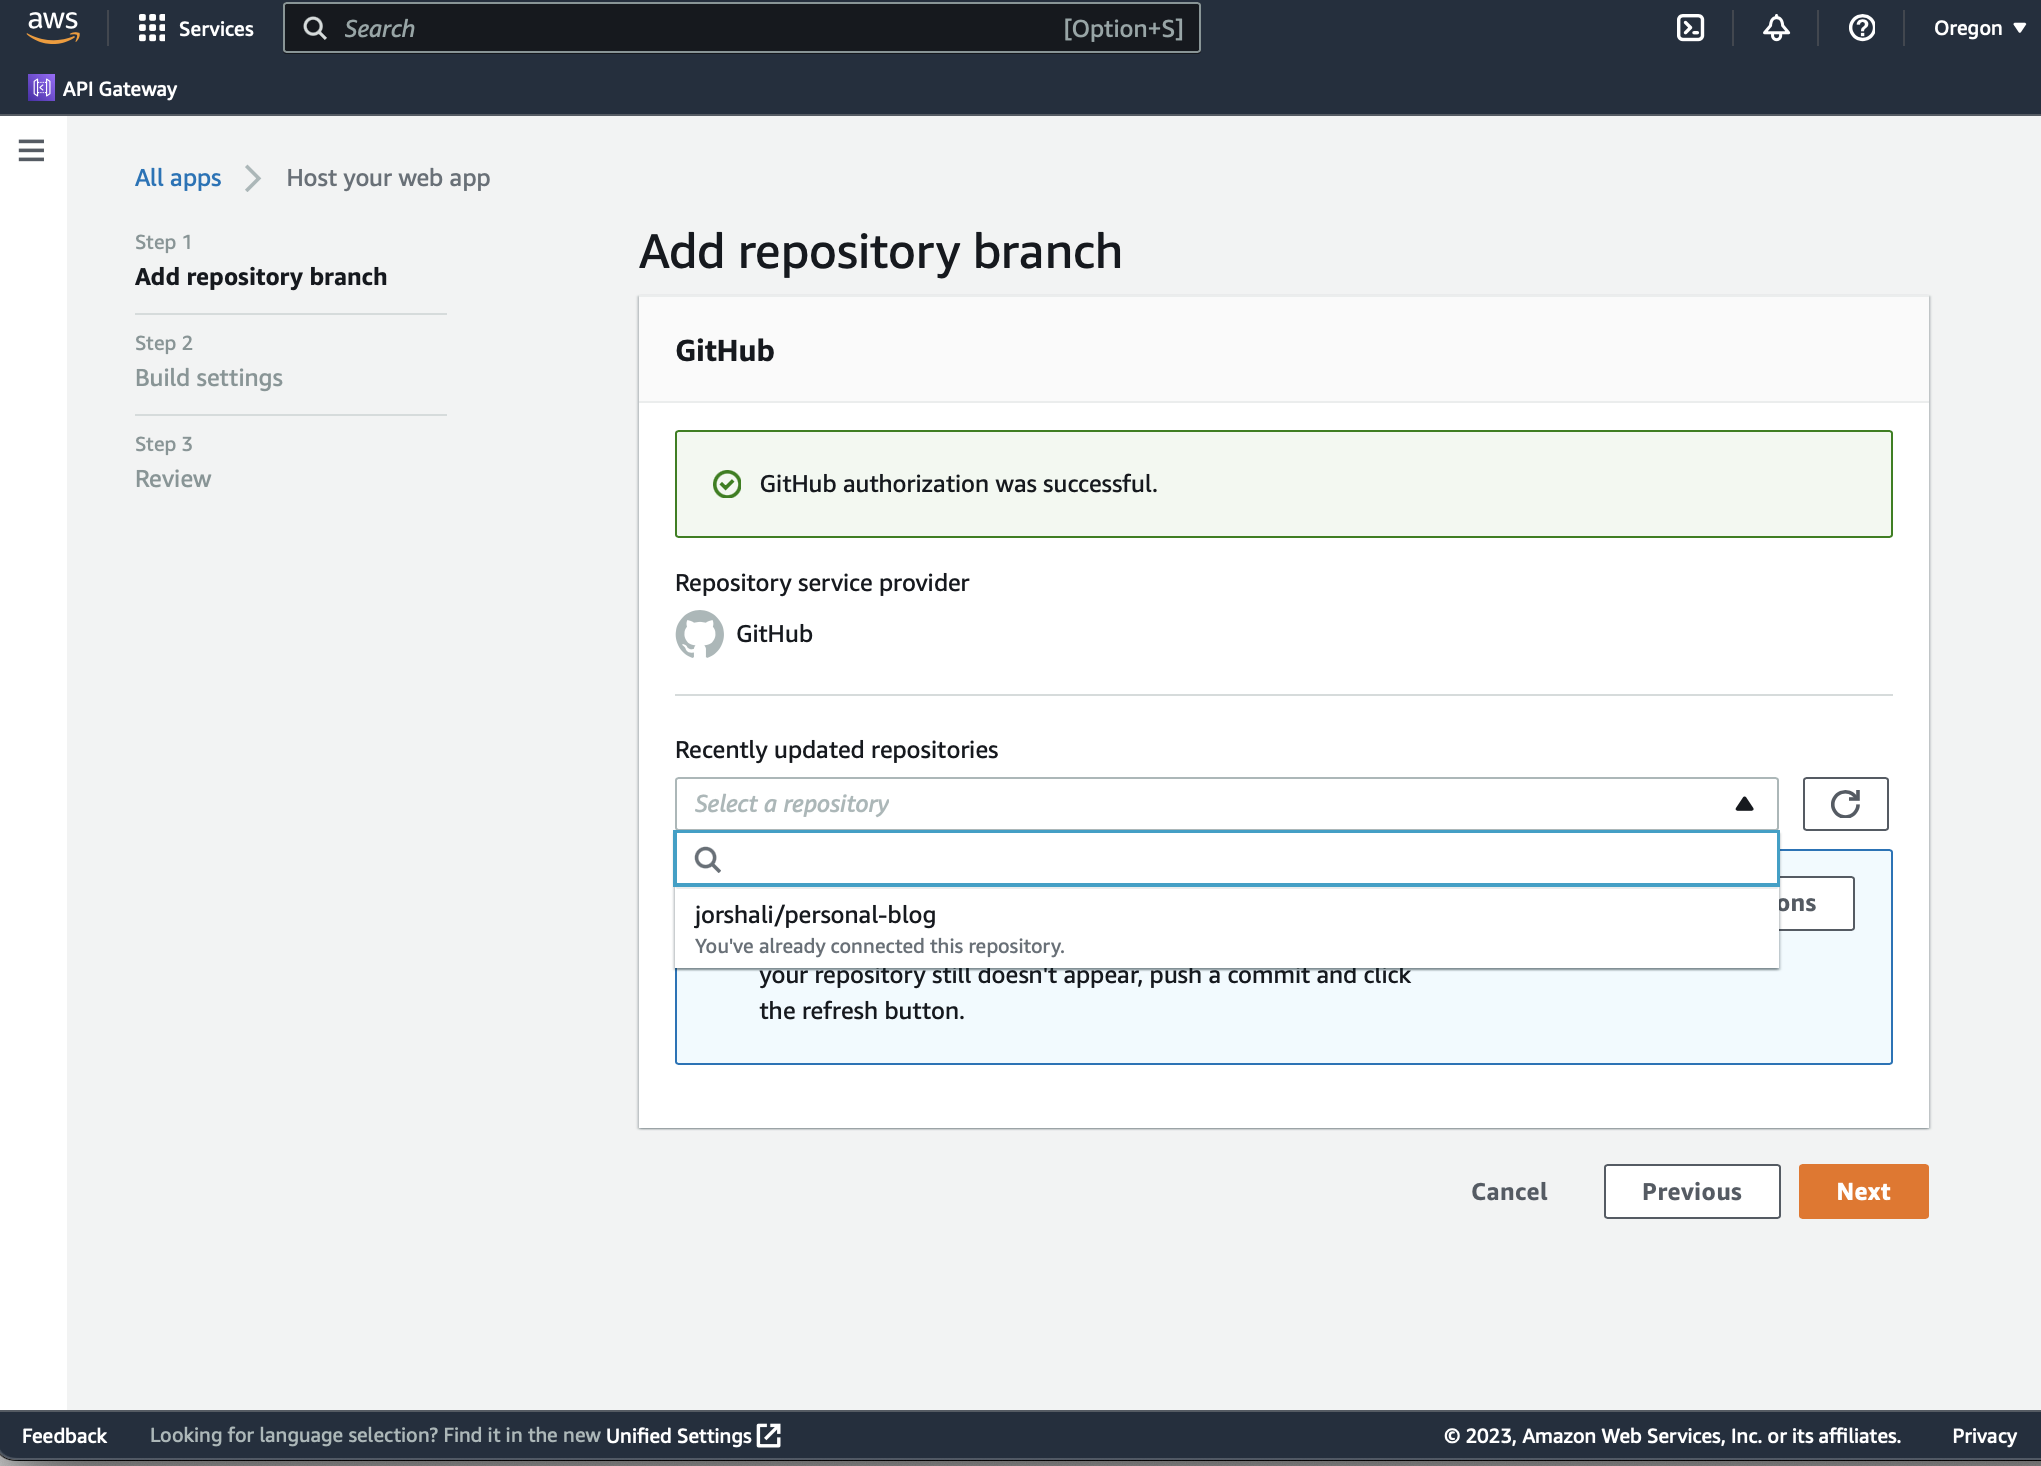 aws
Services
Search
[Option+S]
Oregon
API Gateway
All apps
Host your web app
Step 1
Add repository branch
Step 2
Build settings
Step 3
Review
Add repository branch
GitHub
GitHub authorization was successful.
Repository service provider
GitHub
Recently updated repositories
Select a repository
jorshali/personal-blog
You've already connected this repository.
your repository still doesn't appear, push a commit and click
the refresh button.
Cancel
Previous
Next
Feedback
Looking for language selection? Find it in the new Unified Settings
© 2023, Amazon Web Services, Inc. or its affiliates.
Privacy